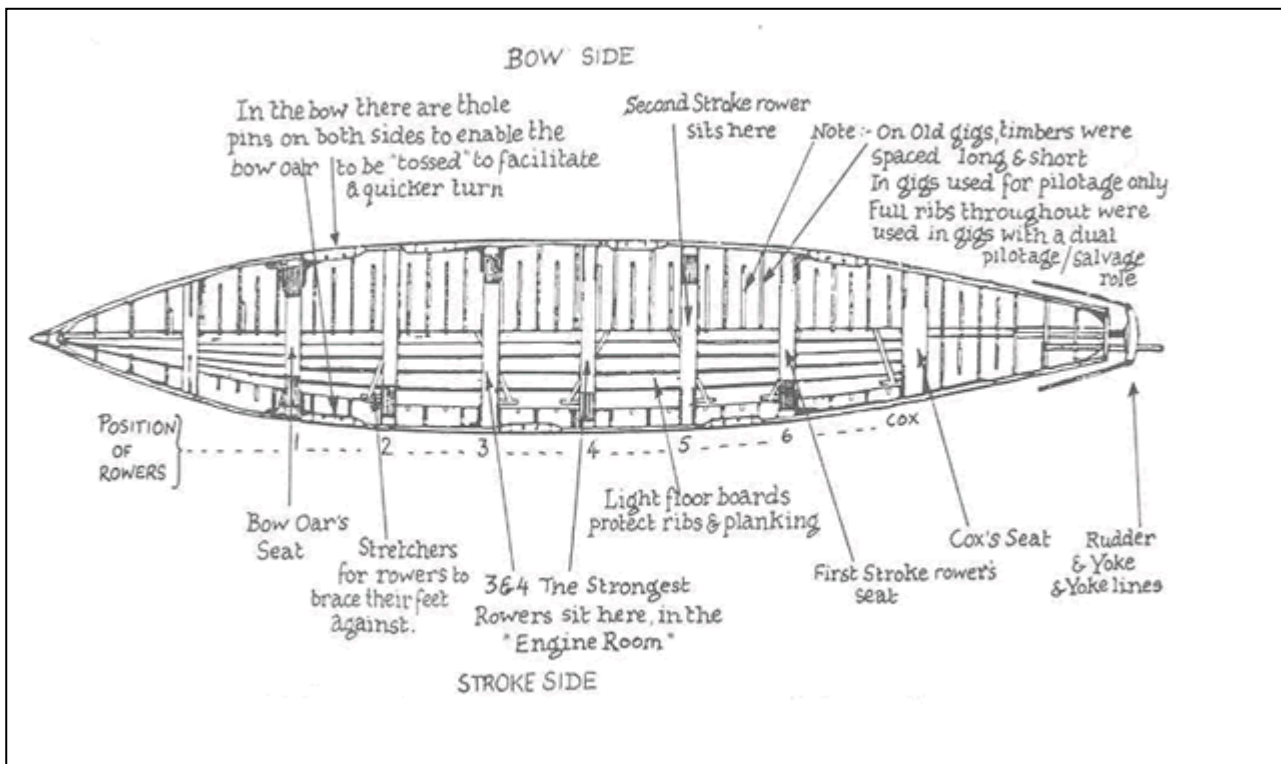 BOW SIDE
In the bow there are thole
pins on both sides to enable the
bow oar to be "tossed" to facilitate
a quicker turn
Second Stroke rower
sits here
Note :- On Old gigs, timbers were
spaced long & short
In gigs used for pilotage only
Full ribs throughout were
used in gigs with a dual
pilotage/salvage
role
POSITION
OF
ROWERS
1 2 3 4 5 6 COX
Bow Oar's
Seat
Stretchers
for rowers to
brace their feet
against.
3&4 The Strongest
Rowers sit here, in the
"Engine Room"
Light floor boards
protect ribs & planking
First Stroke rower's
seat
Cox's Seat
Rudder
& Yoke
& Yoke lines
STROKE SIDE